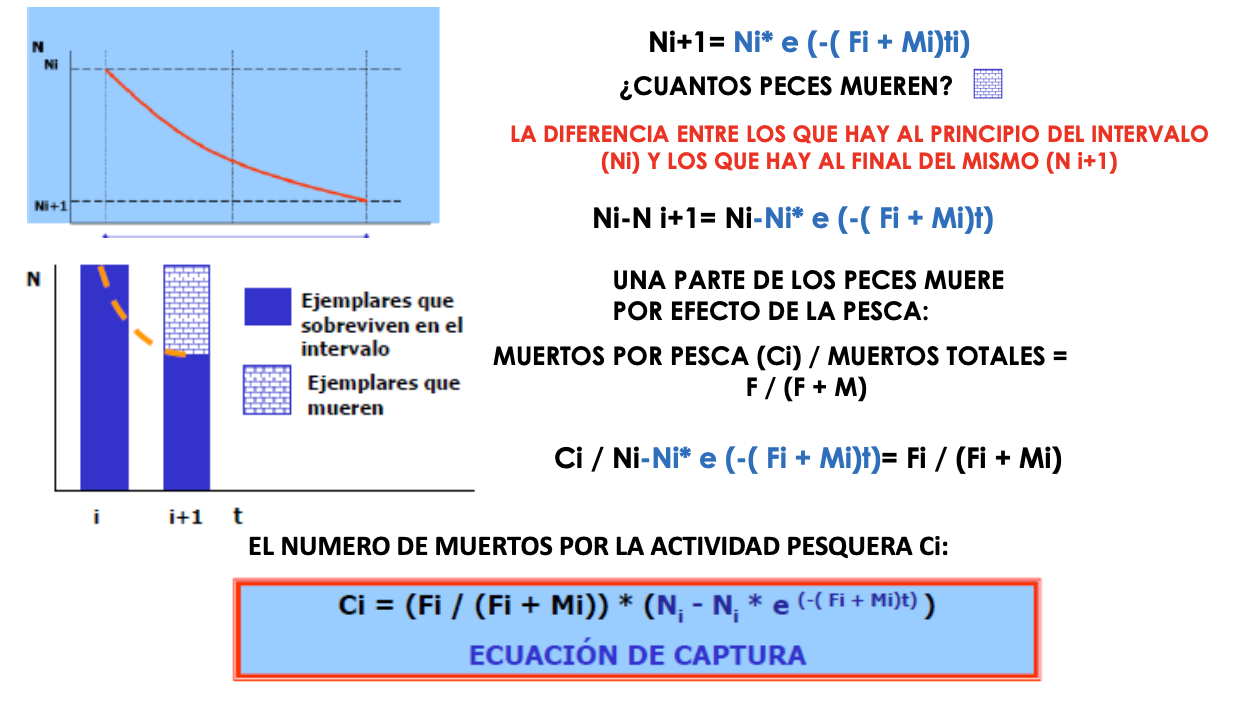 N
Ni
Ni+1
Ni+1= Ni* e (-( Fi + Mi)ti)
¿CUANTOS PECES MUEREN?
LA DIFERENCIA ENTRE LOS QUE HAY AL PRINCIPIO DEL INTERVALO
(Ni) Y LOS QUE HAY AL FINAL DEL MISMO (N i+1)
Ni-N i+1= Ni-Ni* e (-( Fi + Mi)t)
N
Ejemplares que
sobreviven en el
intervalo
Ejemplares que
mueren
i
i+1
t
UNA PARTE DE LOS PECES MUERE
POR EFECTO DE LA PESCA:
MUERTOS POR PESCA (Ci) / MUERTOS TOTALES =
F / (F + M)
Ci / Ni-Ni* e (-( Fi + Mi)t)= Fi / (Fi + Mi)
EL NUMERO DE MUERTOS POR LA ACTIVIDAD PESQUERA Ci:
Ci = (Fi / (Fi + Mi)) * (Ni - Ni * e (-( Fi + Mi)t) )
ECUACIÓN DE CAPTURA